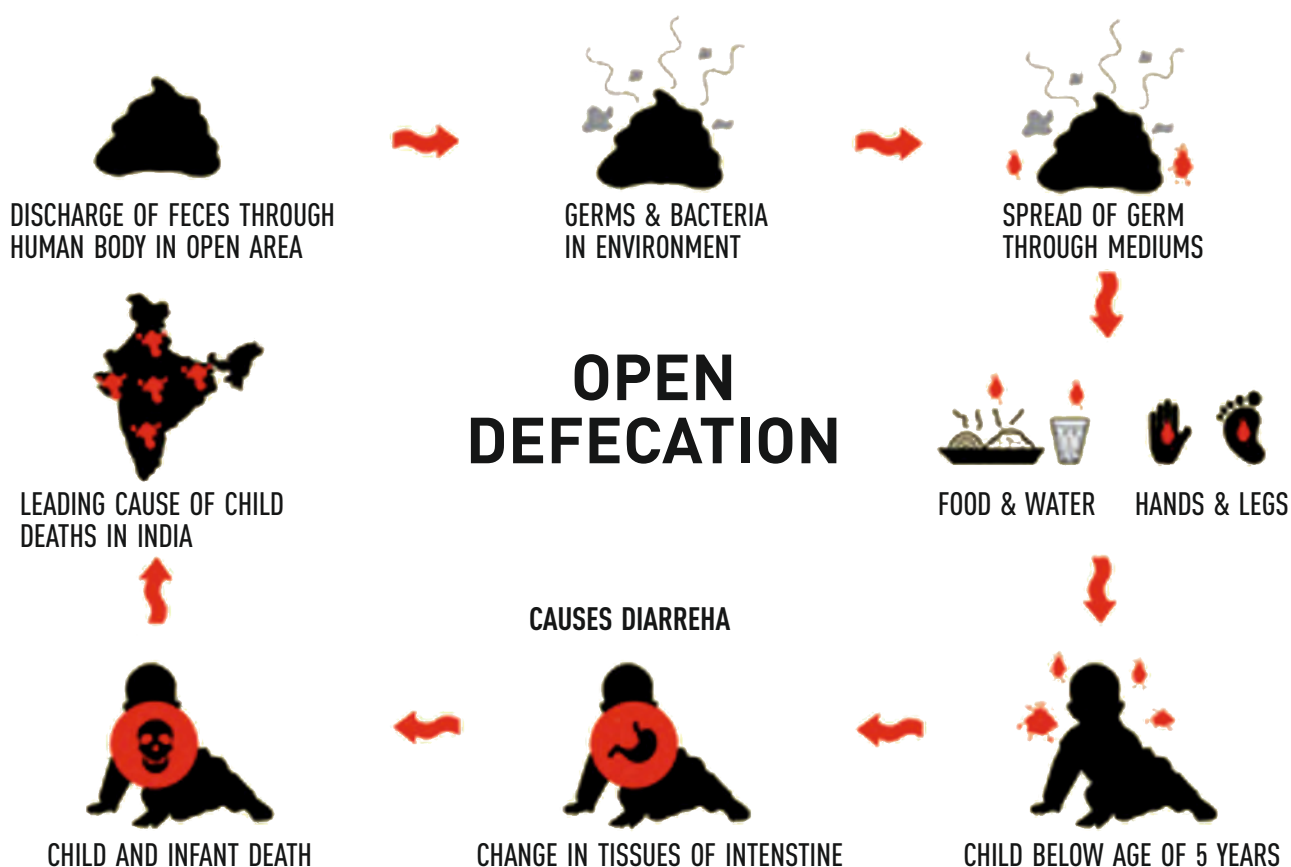 DISCHARGE OF FECES THROUGH
HUMAN BODY IN OPEN AREA
GERMS & BACTERIA
IN ENVIRONMENT
SPREAD OF GERM
THROUGH MEDIUMS
OPEN
DEFECATION
FOOD & WATER
HANDS & LEGS
LEADING CAUSE OF CHILD
DEATHS IN INDIA
CAUSES DIARREHA
CHILD AND INFANT DEATH
CHANGE IN TISSUES OF INTENSTINE
CHILD BELOW AGE OF 5 YEARS